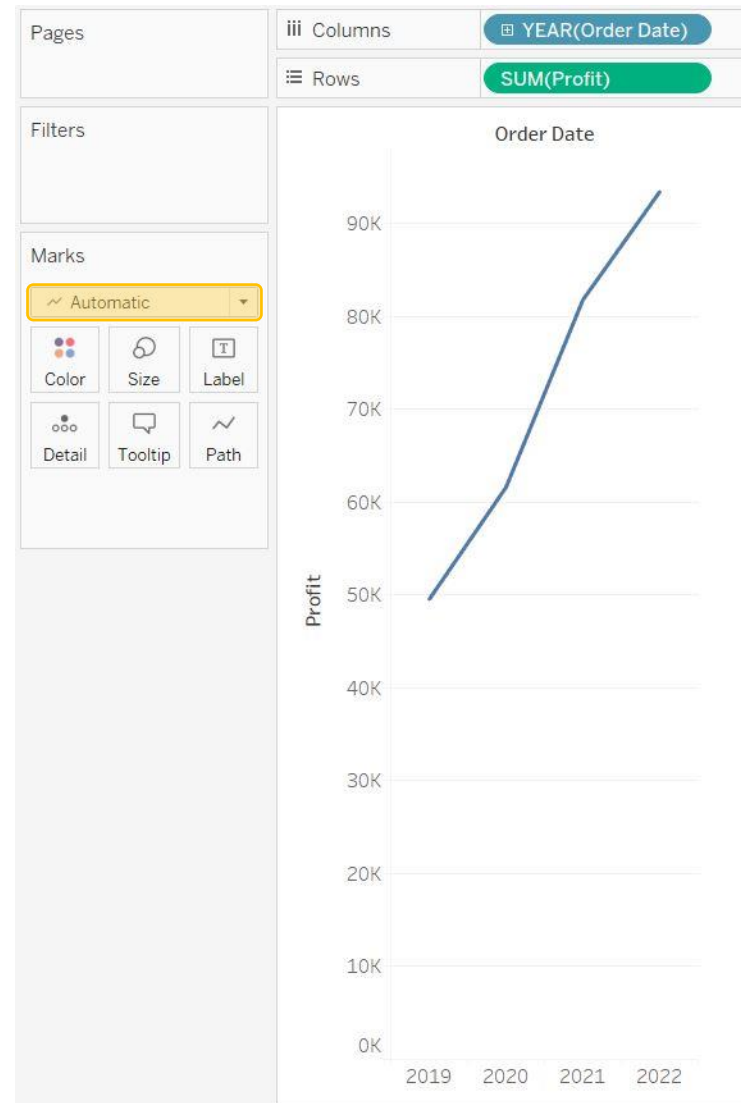 Pages
Columns
YEAR(Order Date)
Rows
SUM(Profit)
Filters
Marks
Automatic
Color
Size
T
Label
Detail
Tooltip
Path
Order Date
Profit
90K
80K
70K
60K
50K
40K
30K
20K
10K
0K
2019 2020 2021 2022